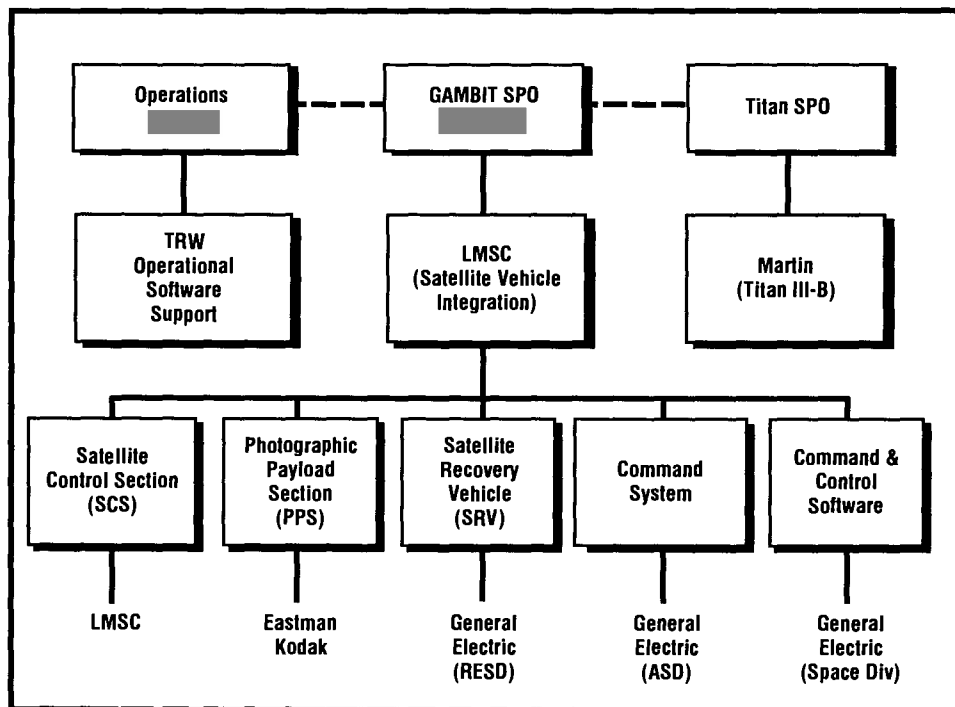 Operations
GAMBIT SPO
Titan SPO
TRW
Operational
Software
Support
LMSC
(Satellite Vehicle
Integration)
Martin
(Titan III-B)
Satellite
Control Section
(SCS)
Photographic
Payload
Section
(PPS)
Satellite
Recovery
Vehicle
(SRV)
Command
System
Command &
Control
Software
LMSC
Eastman
Kodak
General
Electric
(RESD)
General
Electric
(ASD)
General
Electric
(Space Div)